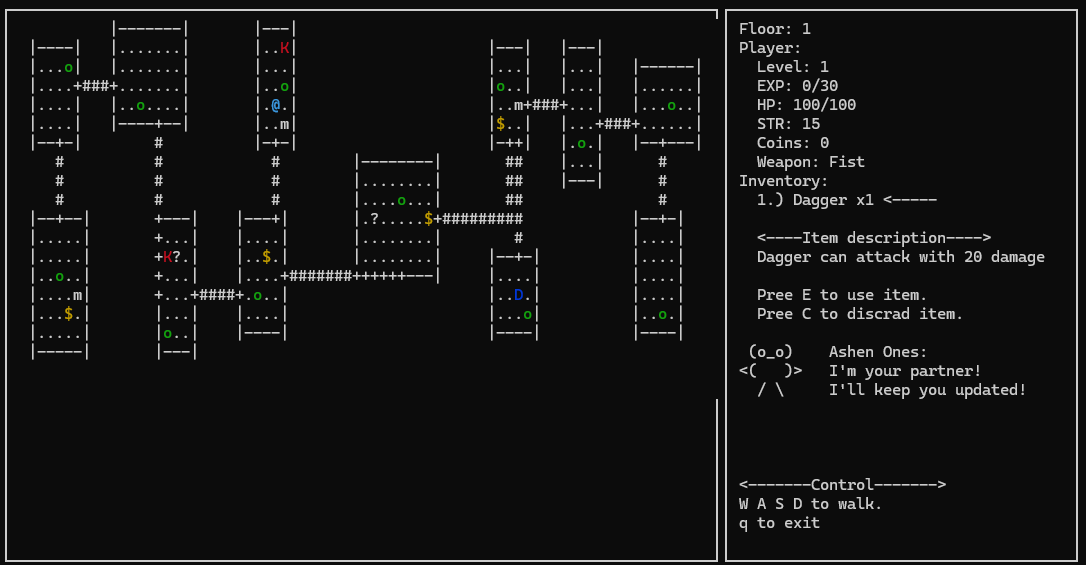 Floor: 1
Player:
Level: 1
EXP: 0/30
HP: 100/100
STR: 15
Coins: 0
Weapon: Fist
Inventory:
1.) Dagger x1 <-----
<----Item description---->
Dagger can attack with 20 damage
Pree E to use item.
Pree C to discrad item.
(o_o) Ashen Ones:
<(   )> I'm your partner!
/ \ I'll keep you updated!
<-------Control------->
W A S D to walk.
q to exit